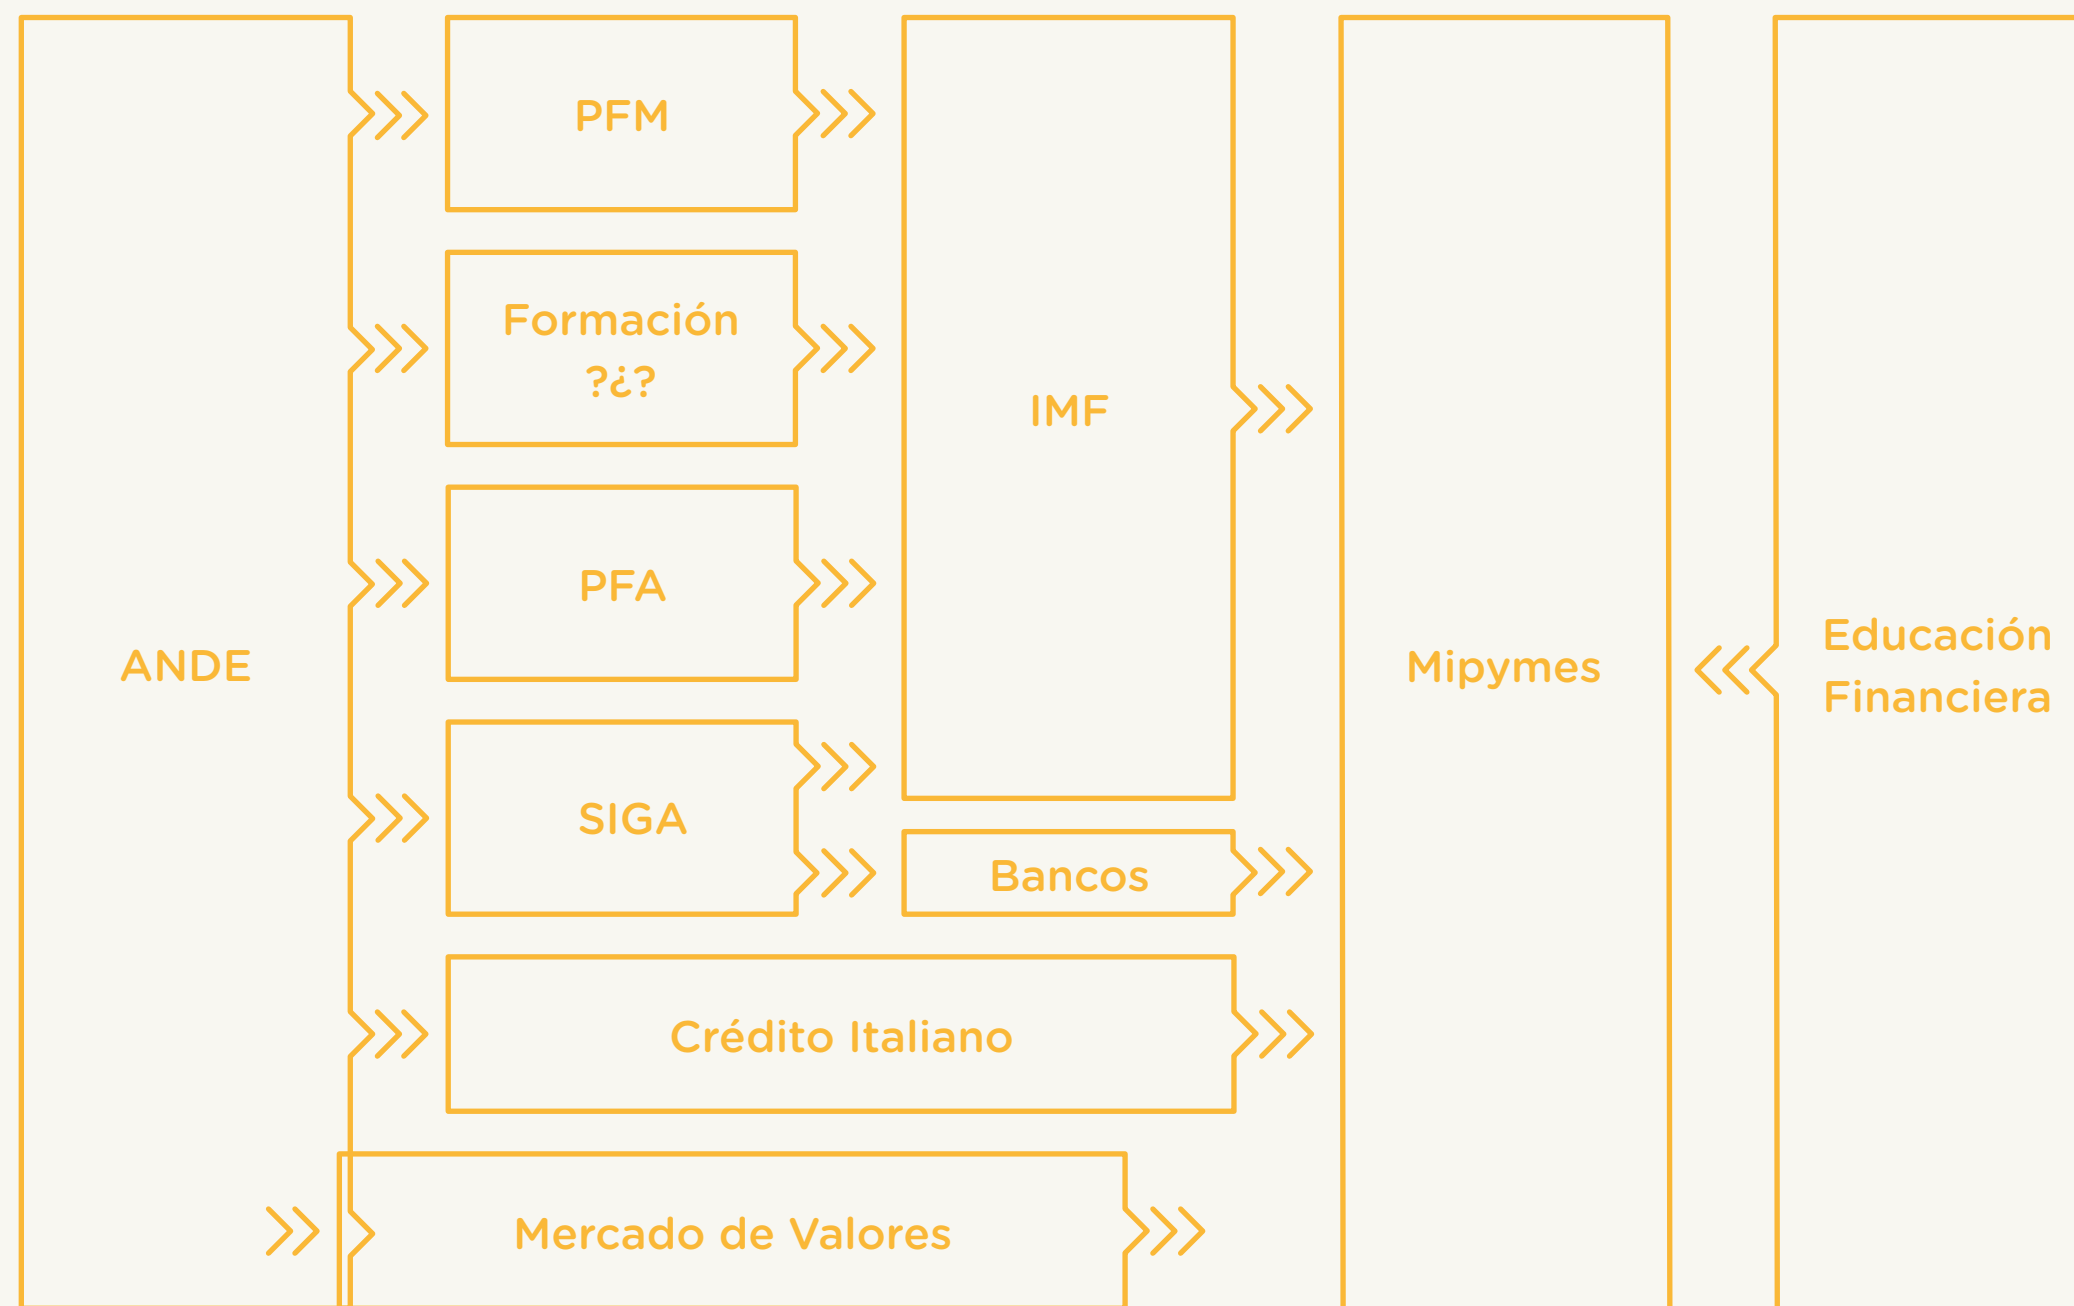 ANDE
PFM
Formación
?¿?
PFA
SIGA
IMF
Bancos
Crédito Italiano
Mercado de Valores
Mipymes
Educación
Financiera